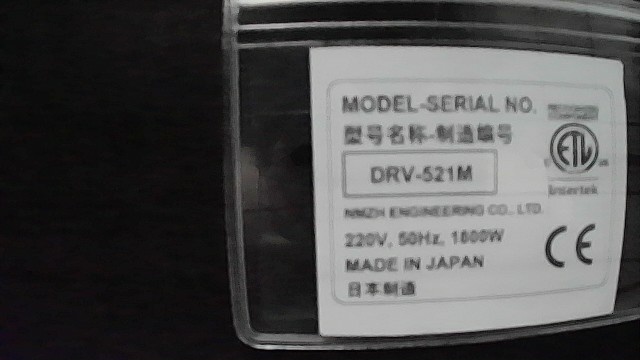 MODEL-SERIAL NO.
型号名称-制造编号
DRV-521M
ETL
Intertek
ENGINEERING CO., LTD.
220V, 50Hz, 1800W
CE
MADE IN JAPAN
日本制造